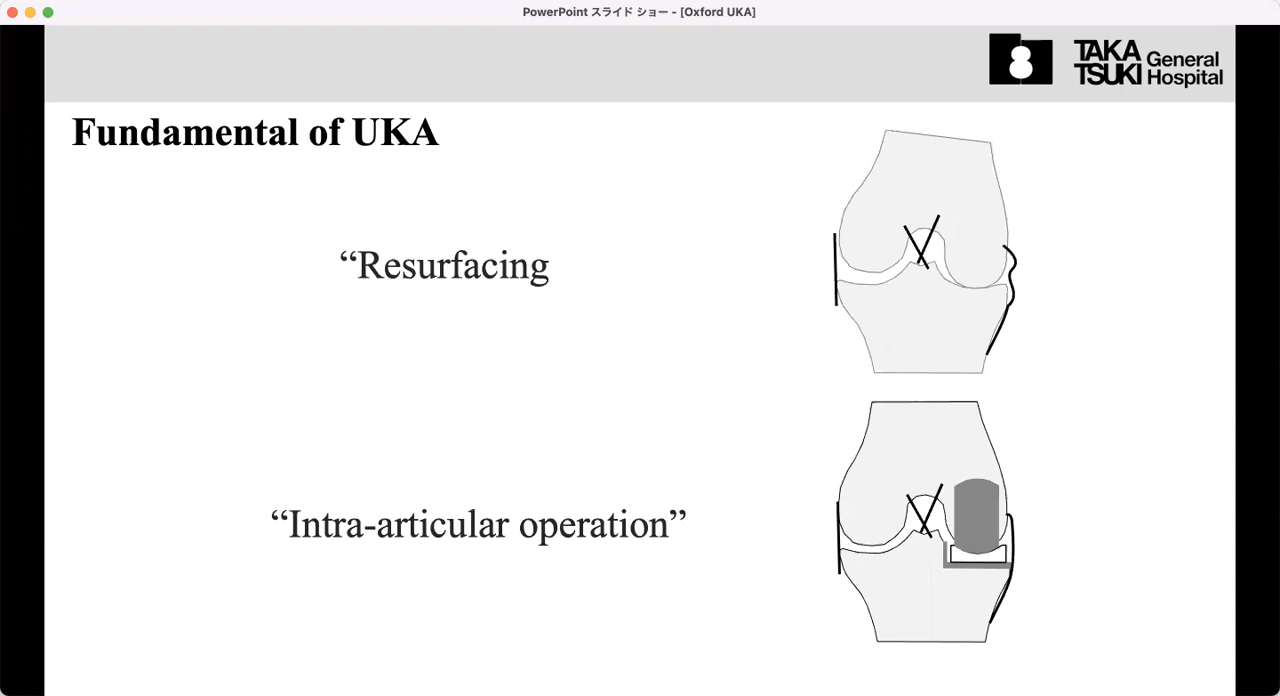 PowerPoint スライド ショー - [Oxford UKA]
TAKA
TSUKI
General
Hospital
Fundamental of UKA
“Resurfacing
“Intra-articular operation”